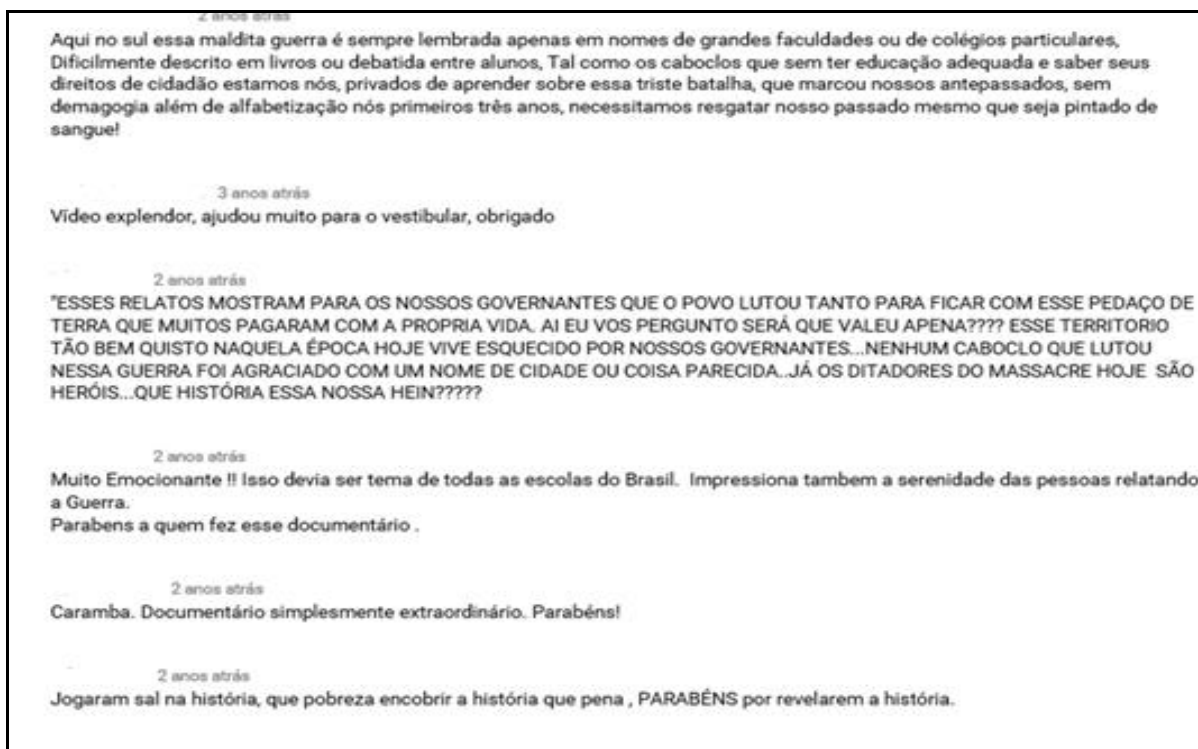 2 anos atrás
Aqui no sul essa maldita guerra é sempre lembrada apenas em nomes de grandes faculdades ou de colégios particulares,
Dificilmente descrito em livros ou debatida entre alunos, Tal como os caboclos que sem ter educação adequada e saber seus
direitos de cidadão estamos nós, privados de aprender sobre essa triste batalha, que marcou nossos antepassados, sem
demagogia além de alfabetização nós primeiros três anos, necessitamos resgatar nosso passado mesmo que seja pintado de
sangue!
3 anos atrás
Vídeo explendor, ajudou muito para o vestibular, obrigado
2 anos atrás
"ESSES RELATOS MOSTRAM PARA OS NOSSOS GOVERNANTES QUE O POVO LUTOU TANTO PARA FICAR COM ESSE PEDAÇO DE
TERRA QUE MUITOS PAGARAM COM A PROPRIA VIDA. AI EU VOS PERGUNTO SERÁ QUE VALEU APENA???? ESSE TERRITORIO
TÃO BEM QUISTO NAQUELA ÉPOCA HOJE VIVE ESQUECIDO POR NOSSOS GOVERNANTES...NENHUM CABOCLO QUE LUTOU
NESSA GUERRA FOI AGRACIADO COM UM NOME DE CIDADE OU COISA PARECIDA..JÁ OS DITADORES DO MASSACRE HOJE SÃO
HERÓIS...QUE HISTÓRIA ESSA NOSSA HEIN?????
2 anos atrás
Muito Emocionante !! Isso devia ser tema de todas as escolas do Brasil. Impressiona tambem a serenidade das pessoas relatando
a Guerra.
Parabens a quem fez esse documentário .
2 anos atrás
Caramba. Documentário simplesmente extraordinário. Parabéns!
2 anos atrás
Jogaram sal na história, que pobreza encobrir a história que pena , PARABÉNS por revelarem a história.